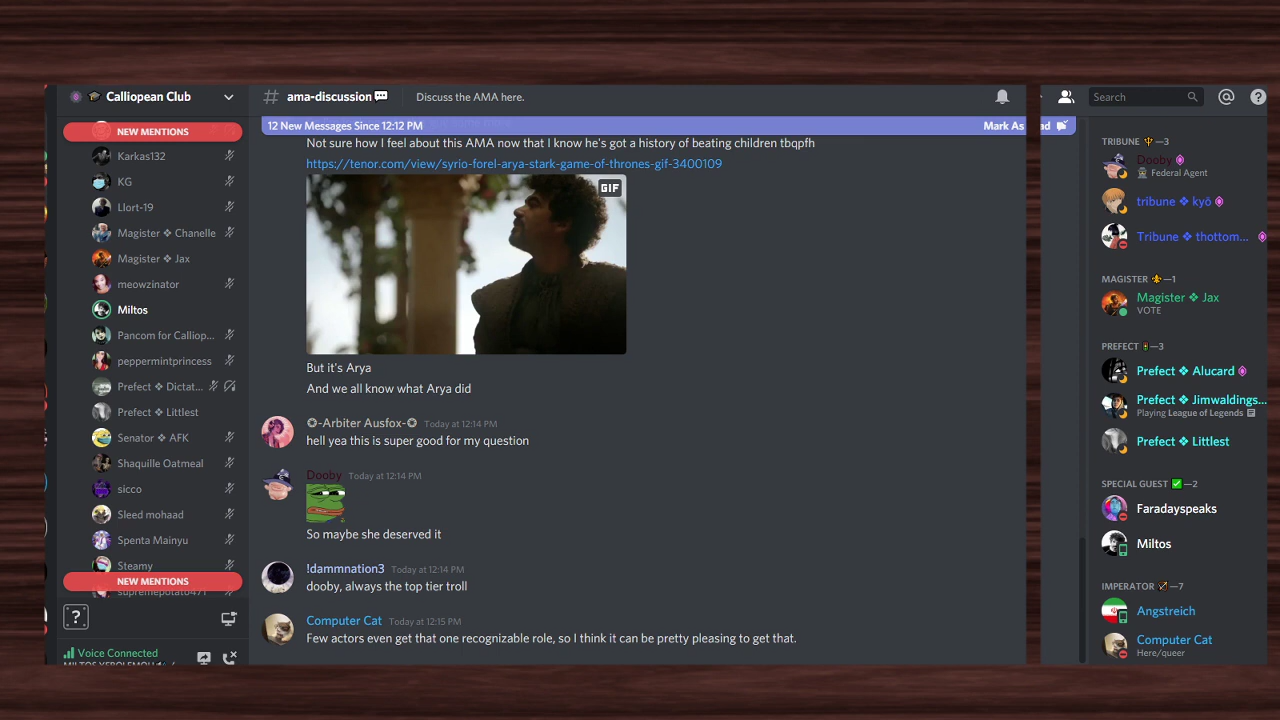 Calliopean Club
NEW MENTIONS
Karkas132
KG
Llort-19
Magister ❖ Chanelle
Magister ❖ Jax
meowzinator
Miltos
Pancom for Calliop...
peppermintprincess
Prefect ❖ Dictat...
Prefect ❖ Littlest
Senator ❖ AFK
Shaquille Oatmeal
sicco
Sleed mohaad
Spenta Mainyu
Steamy
NEW MENTIONS
supremepotato471
?
Voice Connected
# ama-discussion💬
Discuss the AMA here.
12 New Messages Since 12:12 PM
Mark As
ad
Not sure how I feel about this AMA now that I know he's got a history of beating children tbqpfh
https://tenor.com/view/syrio-forel-arya-stark-game-of-thrones-gif-3400109
GIF
But it's Arya
And we all know what Arya did
✪-Arbiter Ausfox-✪ Today at 12:14 PM
hell yea this is super good for my question
Dooby Today at 12:14 PM
So maybe she deserved it
!dammnation3 Today at 12:14 PM
dooby, always the top tier troll
Computer Cat Today at 12:15 PM
Few actors even get that one recognizable role, so I think it can be pretty pleasing to get that.
Search
@
?
TRIBUNE 🔱—3
Dooby
Federal Agent
tribune ❖ kyō
Tribune ❖ thottom...
MAGISTER ⚜—1
Magister ❖ Jax
VOTE
PREFECT 🚦—3
Prefect ❖ Alucard
Prefect ❖ Jimwaldings...
Playing League of Legends
Prefect ❖ Littlest
SPECIAL GUEST ✅—2
Faradayspeaks
Miltos
IMPERATOR 🏹—7
Angstreich
Computer Cat
Here/queer